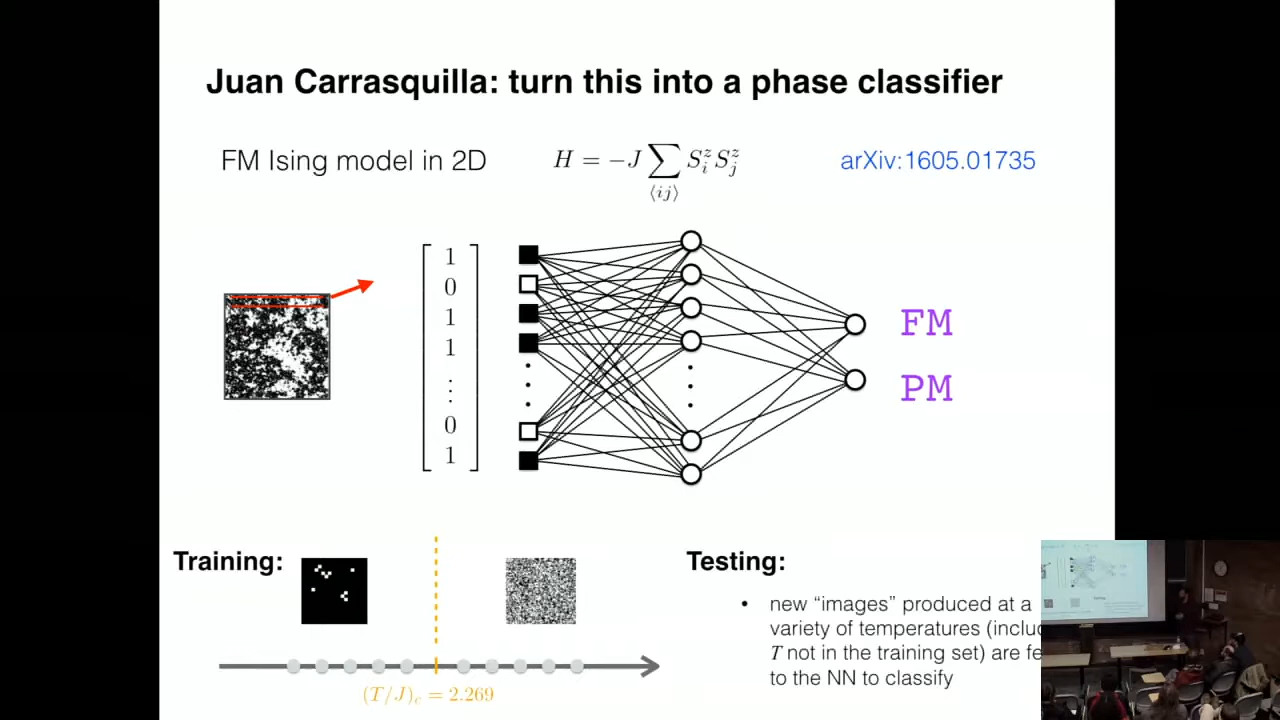 Juan Carrasquilla: turn this into a phase classifier
FM Ising model in 2D
H = −J ∑⟨ij⟩ Sᵢᶻ Sⱼᶻ
arXiv:1605.01735
1
0
1
1
⋮
0
1
FM
PM
Training:
(T/J)c = 2.269
Testing:
• new “images” produced at a
variety of temperatures (inclu
T not in the training set) are fe
to the NN to classify